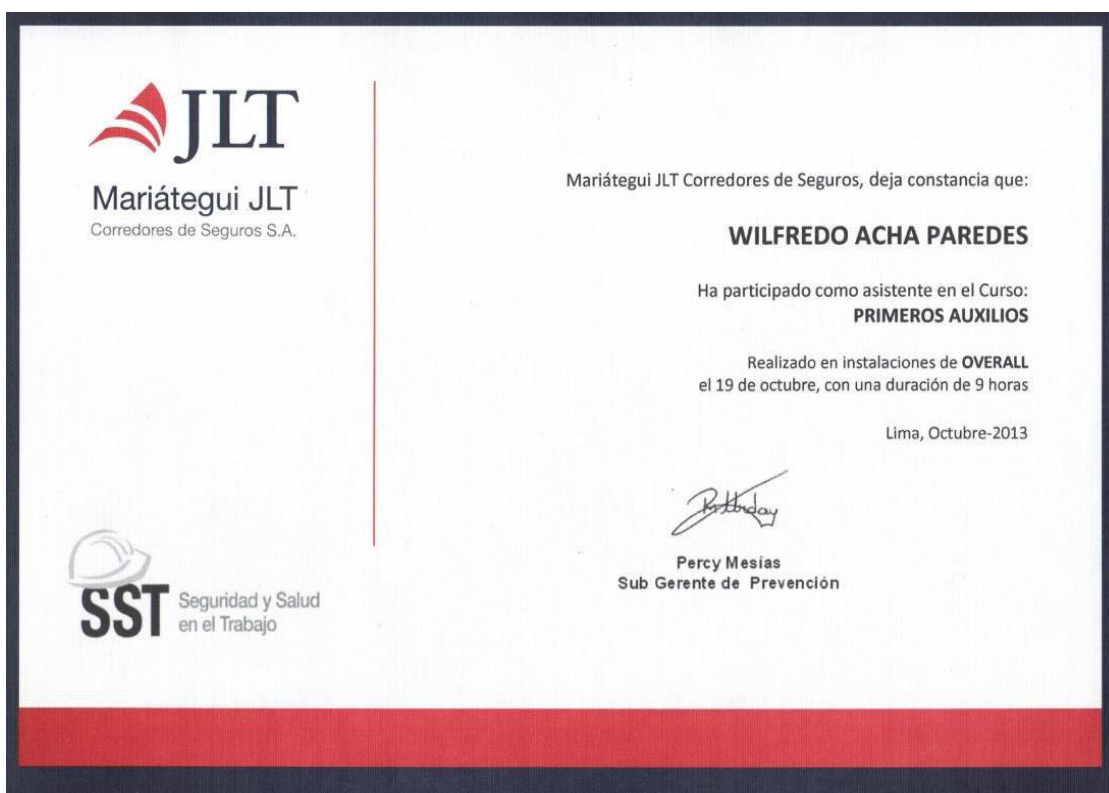 JLT
Mariátegui JLT
Corredores de Seguros S.A.
Mariátegui JLT Corredores de Seguros, deja constancia que:
WILFREDO ACHA PAREDES
Ha participado como asistente en el Curso:
PRIMEROS AUXILIOS
Realizado en instalaciones de OVERALL
el 19 de octubre, con una duración de 9 horas
Lima, Octubre-2013
Percy Mesías
Sub Gerente de Prevención
SST Seguridad y Salud
en el Trabajo